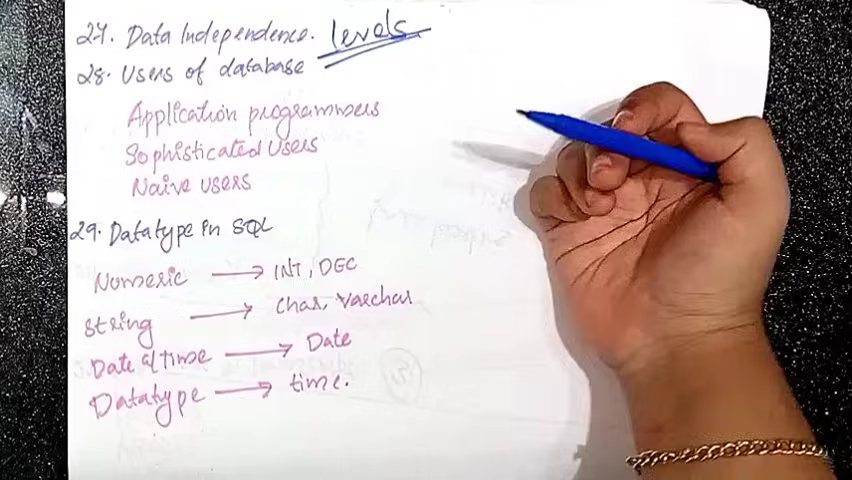 27. Data Independence. levels
28. Users of database
Application programmers
Sophisticated Users
Naive users
29. Datatype in SQL
Numeric → INT, DEC
String → Char, Varchar
Date & Time → Date
Datatype → time.